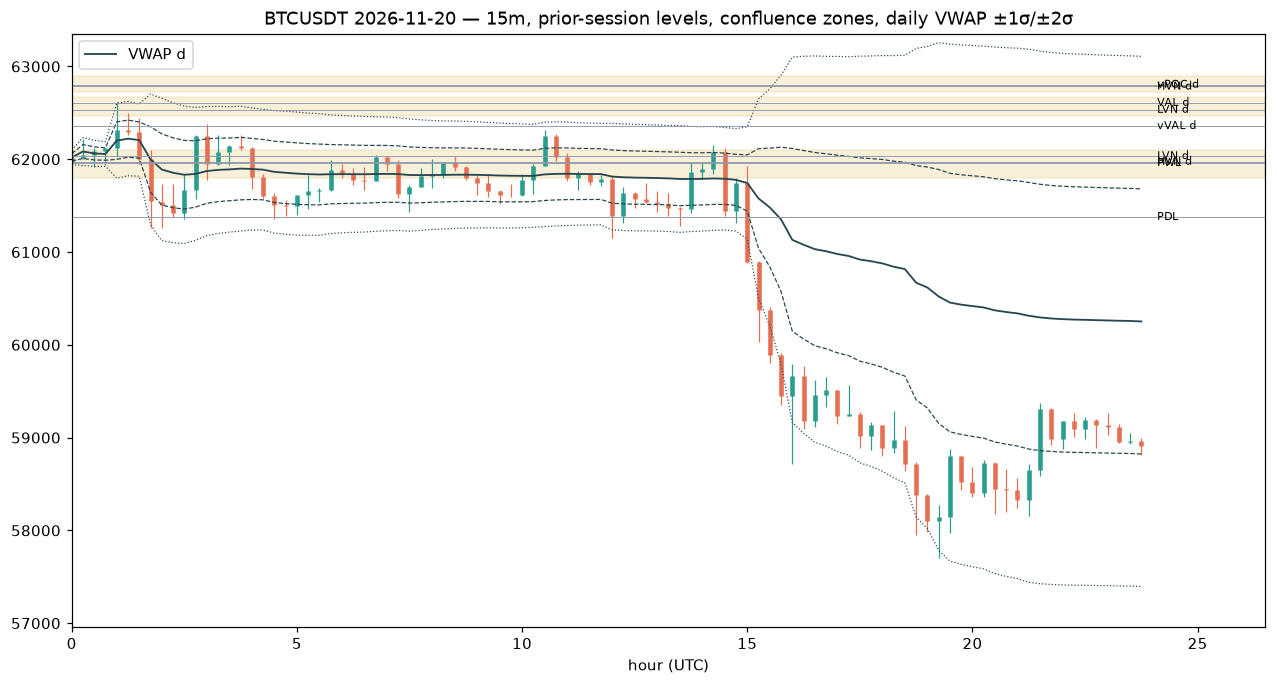 BTCUSDT 2026-11-20 — 15m, prior-session levels, confluence zones, daily VWAP ±1σ/±2σ
VWAP d
63000
62000
61000
60000
59000
58000
57000
VAL d
LVN d
vVAL d
LVN d
PDL
0
5
10
15
20
25
hour (UTC)